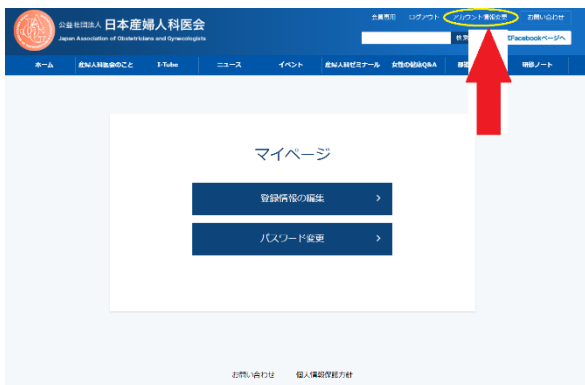 公益社団法人 日本産婦人科医会
Japan Association of Obstetricians and Gynecologists
会員専用 ログアウト アカウント情報変更 お問い合わせ
検索 Facebookページへ
ホーム 産婦人科医会のこと I-Tube ニュース イベント 産婦人科ゼミナール 女性の健康Q&A 研修ノート
マイページ
登録情報の編集
パスワード変更
お問い合わせ 個人情報保護方針